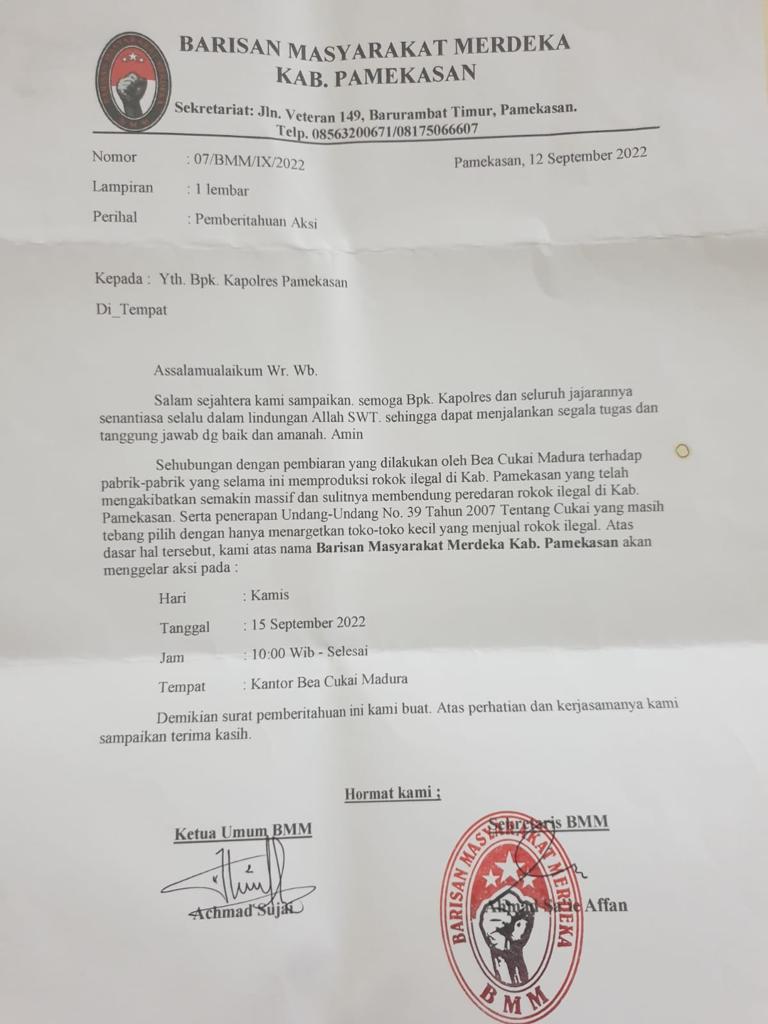 BARISAN MASYARAKAT MERDEKA
KAB. PAMEKASAN
Sekretariat: Jln. Veteran 149, Barurambat Timur, Pamekasan.
Telp. 08563200671/08175066607
Nomor : 07/BMM/IX/2022 Pamekasan, 12 September 2022
Lampiran : 1 lembar
Perihal : Pemberitahuan Aksi
Kepada : Yth. Bpk. Kapolres Pamekasan
Di_Tempat
Assalamualaikum Wr. Wb.
Salam sejahtera kami sampaikan. semoga Bpk. Kapolres dan seluruh jajarannya
senantiasa selalu dalam lindungan Allah SWT. sehingga dapat menjalankan segala tugas dan
tanggung jawab dg baik dan amanah. Amin
Sehubungan dengan pembiaran yang dilakukan oleh Bea Cukai Madura terhadap
pabrik-pabrik yang selama ini memproduksi rokok ilegal di Kab. Pamekasan yang telah
mengakibatkan semakin massif dan sulitnya membendung peredaran rokok ilegal di Kab.
Pamekasan. Serta penerapan Undang-Undang No. 39 Tahun 2007 Tentang Cukai yang masih
tebang pilih dengan hanya menargetkan toko-toko kecil yang menjual rokok ilegal. Atas
dasar hal tersebut, kami atas nama Barisan Masyarakat Merdeka Kab. Pamekasan akan
menggelar aksi pada :
Hari : Kamis
Tanggal : 15 September 2022
Jam : 10:00 Wib - Selesai
Tempat : Kantor Bea Cukai Madura
Demikian surat pemberitahuan ini kami buat. Atas perhatian dan kerjasamanya kami
sampaikan terima kasih.
Hormat kami ;
Ketua Umum BMM
Sekretaris BMM
Achmad
Ahmad Affan
BARISAN MASYARAKAT MERDEKA
BMM